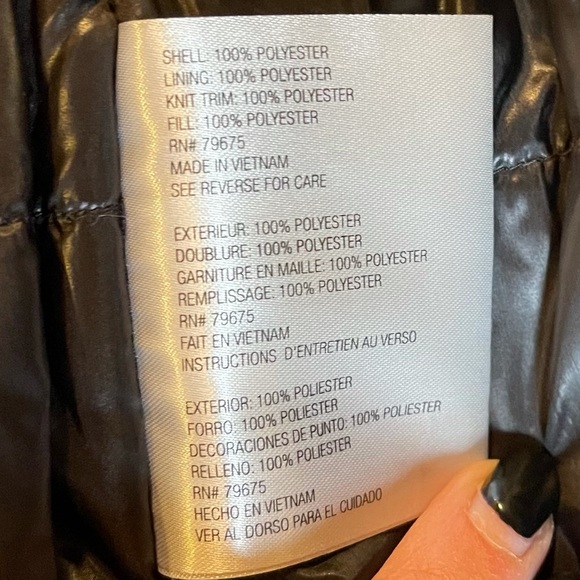 SHELL: 100% POLYESTER
LINING: 100% POLYESTER
KNIT TRIM: 100% POLYESTER
FILL: 100% POLYESTER
RN# 79675
MADE IN VIETNAM
SEE REVERSE FOR CARE
EXTERIEUR: 100% POLYESTER
DOUBLURE: 100% POLYESTER
GARNITURE EN MAILLE: 100% POLYESTER
REMPLISSAGE: 100% POLYESTER
RN# 79675
FAIT EN VIETNAM
INSTRUCTIONS D'ENTRETIEN AU VERSO
EXTERIOR: 100% POLIESTER
FORRO: 100% POLIESTER
DECORACIONES DE PUNTO: 100% POLIESTER
RELLENO: 100% POLIESTER
RN# 79675
HECHO EN VIETNAM
VER AL DORSO PARA EL CUIDADO